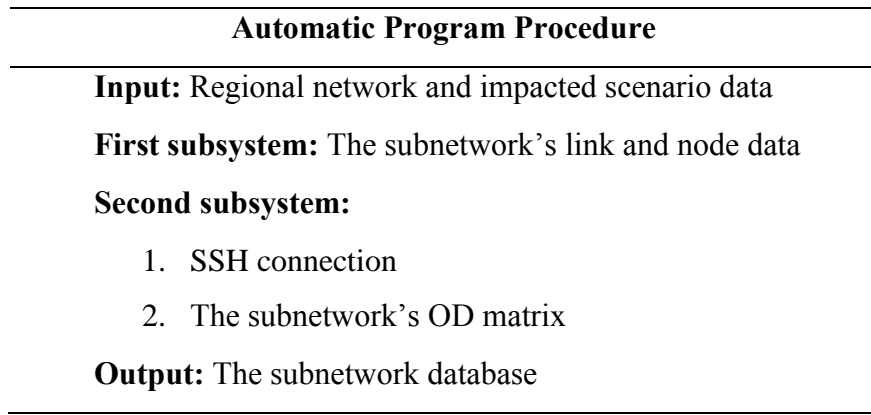 Automatic Program Procedure
Input: Regional network and impacted scenario data
First subsystem: The subnetwork’s link and node data
Second subsystem:
1. SSH connection
2. The subnetwork’s OD matrix
Output: The subnetwork database